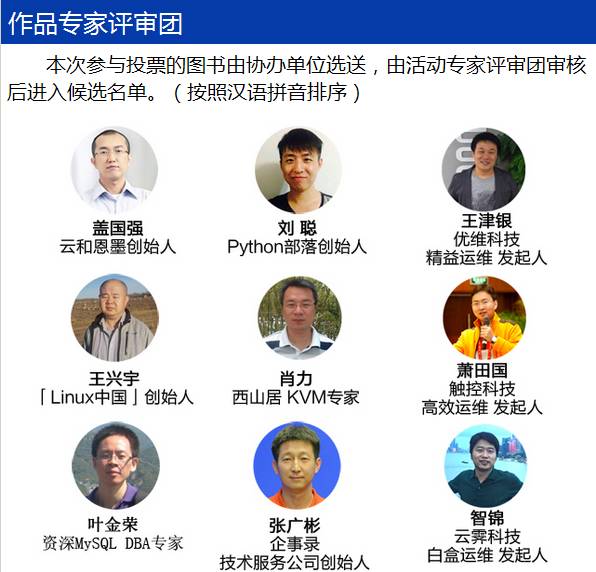 作品专家评审团
本次参与投票的图书由协办单位选送，由活动专家评审团审核
后进入候选名单。（按照汉语拼音排序）
盖国强
云和恩墨创始人
刘 聪
Python部落创始人
王津银
优维科技
精益运维 发起人
王兴宇
「Linux中国」创始人
肖力
西山居 KVM专家
萧田国
触控科技
高效运维 发起人
叶金荣
资深MySQL DBA专家
张广彬
企事录
技术服务公司创始人
智锦
云霁科技
白盒运维 发起人